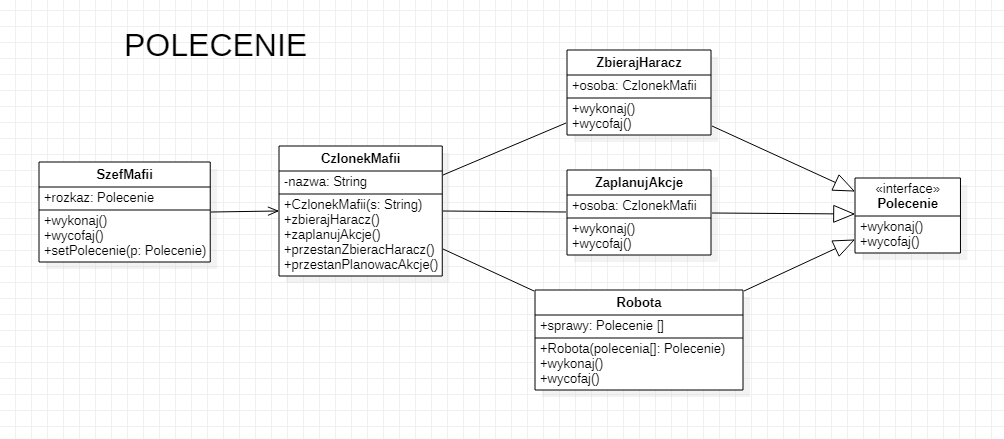 POLECENIE
SzefMafii
+rozkaz: Polecenie
+wykonaj()
+wycofaj()
+setPolecenie(p: Polecenie)
CzlonekMafii
-nazwa: String
+CzlonekMafii(s: String)
+zbierajHaracz()
+zaplanujAkcje()
+przestanZbieracHaracz()
+przestanPlanowacAkcje()
ZbierajHaracz
+osoba: CzlonekMafii
+wykonaj()
+wycofaj()
ZaplanujAkcje
+osoba: CzlonekMafii
+wykonaj()
+wycofaj()
Robota
+sprawy: Polecenie []
+Robota(polecenia[]: Polecenie)
+wykonaj()
+wycofaj()
«interface»
Polecenie
+wykonaj()
+wycofaj()